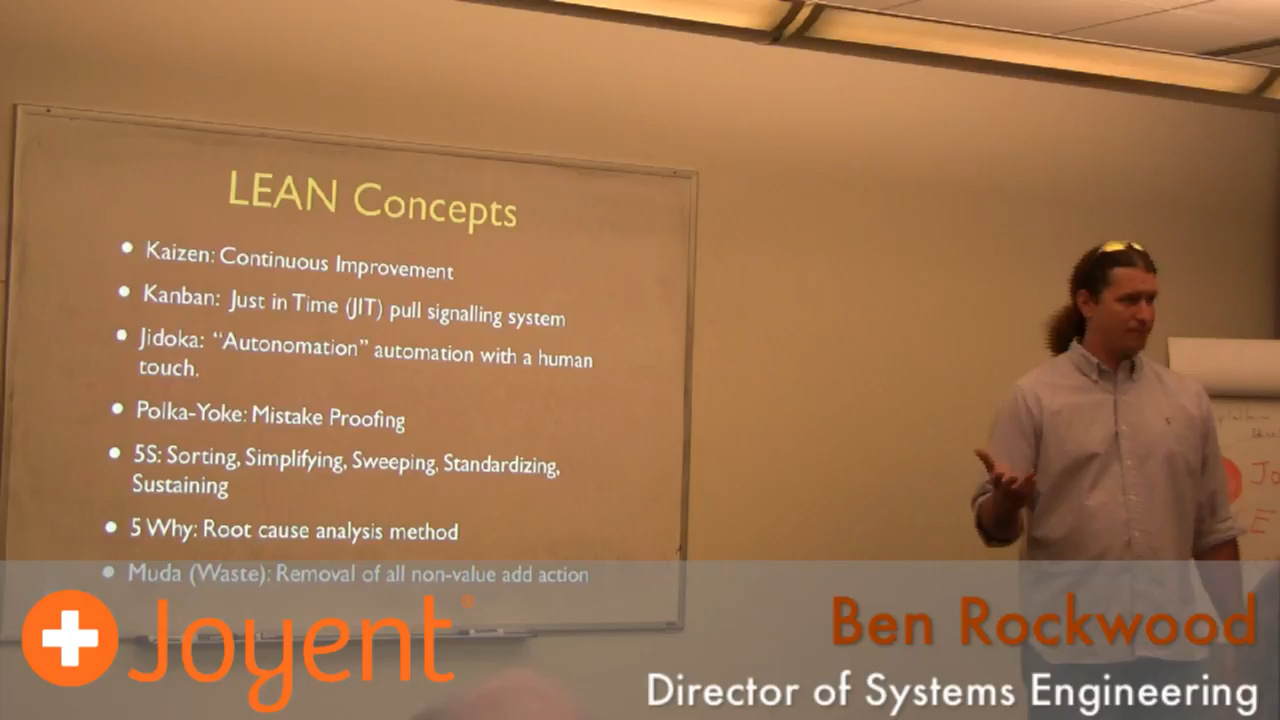 LEAN Concepts
• Kaizen: Continuous Improvement
• Kanban: Just in Time (JIT) pull signalling system
• Jidoka: “Autonomation” automation with a human
touch.
• Polka-Yoke: Mistake Proofing
• 5S: Sorting, Simplifying, Sweeping, Standardizing,
Sustaining
• 5 Why: Root cause analysis method
• Muda (Waste): Removal of all non-value add action
Joyent®
Ben Rockwood
Director of Systems Engineering